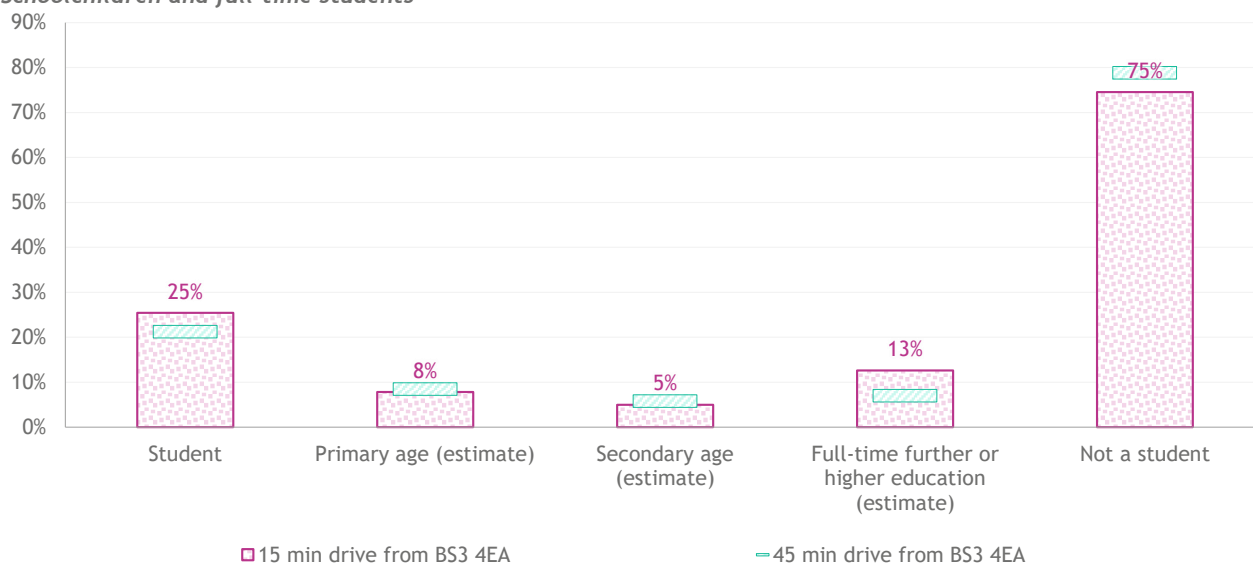 Schoolchildren and full-time students
90%
80%
70%
60%
50%
40%
30%
20%
10%
0%
25%
8%
5%
13%
75%
Student
Primary age (estimate)
Secondary age
(estimate)
Full-time further or
higher education
(estimate)
Not a student
15 min drive from BS3 4EA
45 min drive from BS3 4EA